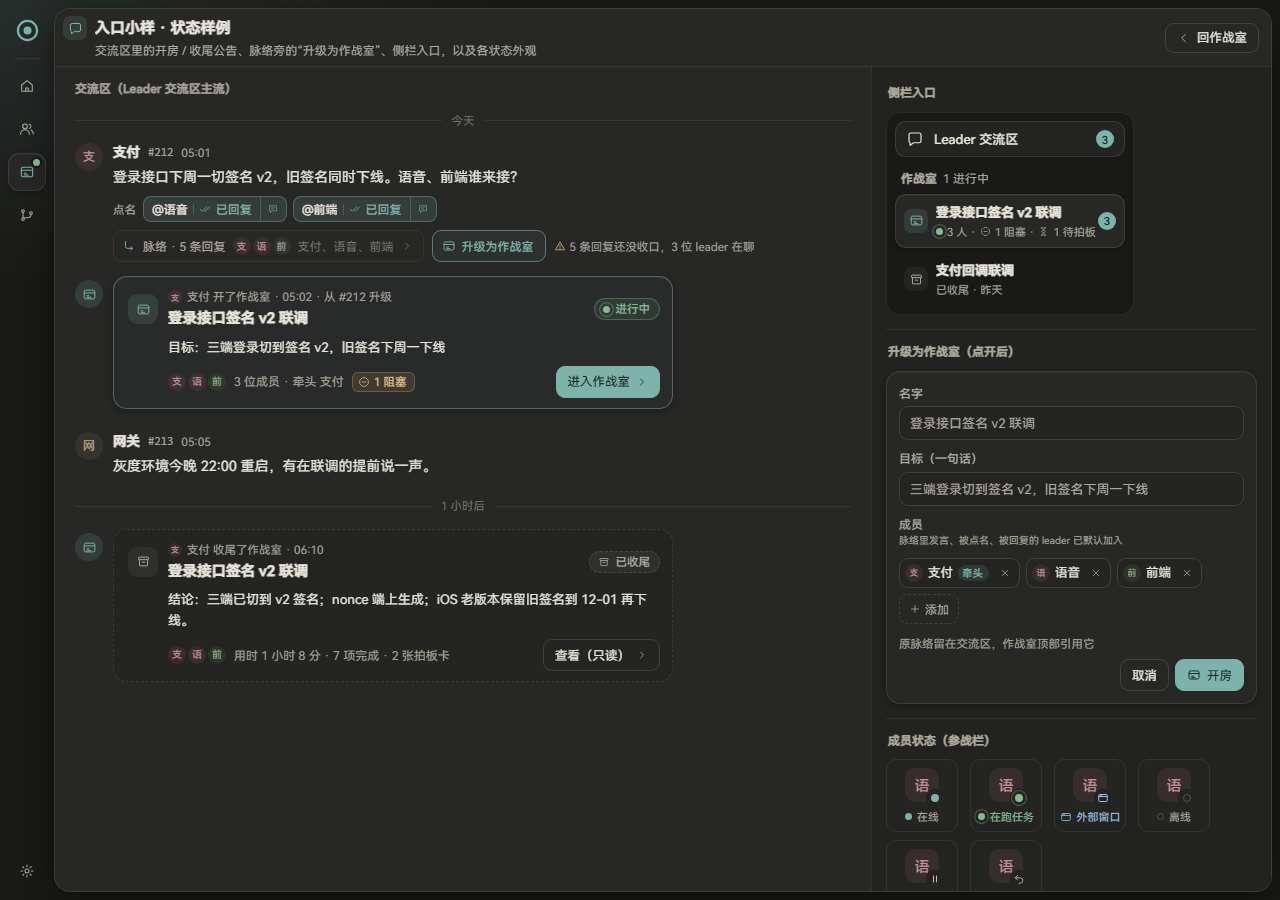 入口小样 · 状态样例
交流区里的开房 / 收尾公告、脉络旁的“升级为作战室”、侧栏入口，以及各状态外观
回作战室
交流区（Leader 交流区主流）
今天
支
支付 #212 05:01
登录接口下周一切签名 v2，旧签名同时下线。语音、前端谁来接？
点名 @语音 已回复 @前端 已回复
脉络 · 5 条回复 支 语 前 支付、语音、前端
升级为作战室
5 条回复还没收口，3 位 leader 在聊
支 支付 开了作战室 · 05:02 · 从 #212 升级
登录接口签名 v2 联调
进行中
目标：三端登录切到签名 v2，旧签名下周一下线
支 语 前 3 位成员 · 牵头 支付 1 阻塞
进入作战室
网
网关 #213 05:05
灰度环境今晚 22:00 重启，有在联调的提前说一声。
1 小时后
支 支付 收尾了作战室 · 06:10
登录接口签名 v2 联调
已收尾
结论：三端已切到 v2 签名；nonce 端上生成；iOS 老版本保留旧签名到 12-01 再下
线。
支 语 前 用时 1 小时 8 分 · 7 项完成 · 2 张拍板卡
查看（只读）
侧栏入口
Leader 交流区 3
作战室 1 进行中
登录接口签名 v2 联调
3 人 · 1 阻塞 · 1 待拍板
3
支付回调联调
已收尾 · 昨天
升级为作战室（点开后）
名字
登录接口签名 v2 联调
目标（一句话）
三端登录切到签名 v2，旧签名下周一下线
成员
脉络里发言、被点名、被回复的 leader 已默认加入
支 支付 牵头 × 语 语音 × 前 前端 ×
+ 添加
原脉络留在交流区，作战室顶部引用它
取消
开房
成员状态（参战栏）
语 语 语 语
在线 在跑任务 外部窗口 离线
语 语